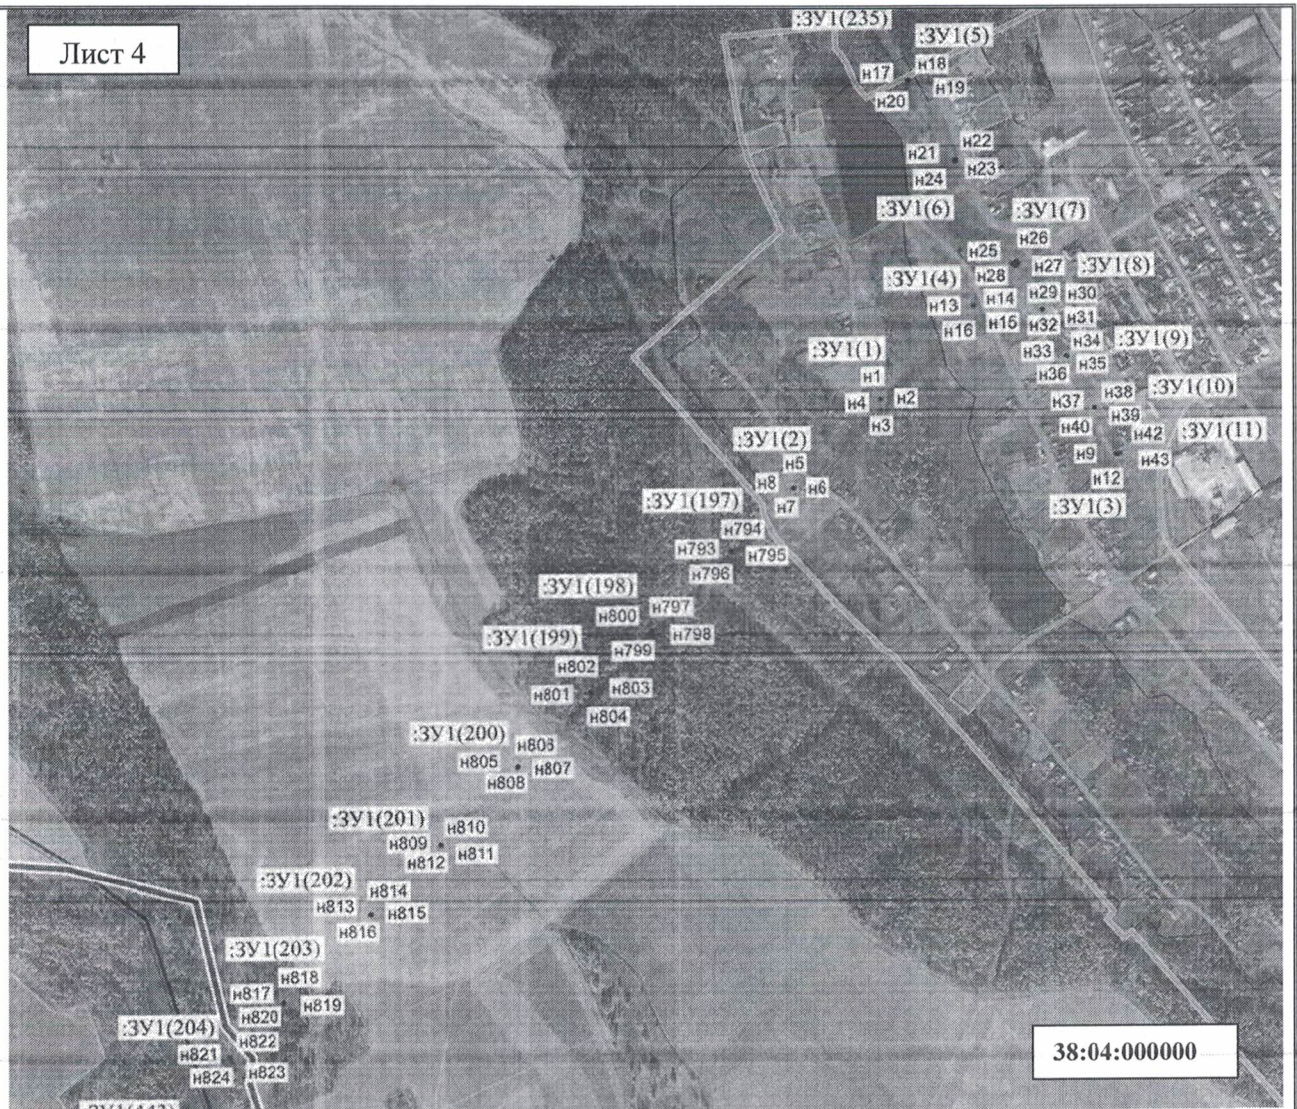 Лист 4
:ЗУ1(235)
:ЗУ1(5)
н18
н17
н19
н20
н22
н21
н23
н24
:ЗУ1(6)
:ЗУ1(7)
н26
н25
н27
:ЗУ1(8)
н28
:ЗУ1(4)
н29
н30
н14
н13
н31
н15
н32
н16
н34
:ЗУ1(9)
:ЗУ1(1)
н33
н35
н36
н1
:ЗУ1(10)
н38
н2
н4
н37
н39
н3
н40
н42
:ЗУ1(11)
:ЗУ1(2)
н9
н43
н5
н12
н8
н6
:ЗУ1(3)
:ЗУ1(197)
н7
н794
н793
н795
н796
:ЗУ1(198)
н797
н800
н798
:ЗУ1(199)
н799
н802
н803
н801
н804
:ЗУ1(200)
н806
н805
н807
н808
:ЗУ1(201)
н810
н809
н811
н812
:ЗУ1(202)
н814
н813
н815
н816
:ЗУ1(203)
н818
н817
н819
н820
:ЗУ1(204)
н822
н821
38:04:000000
н823
н824